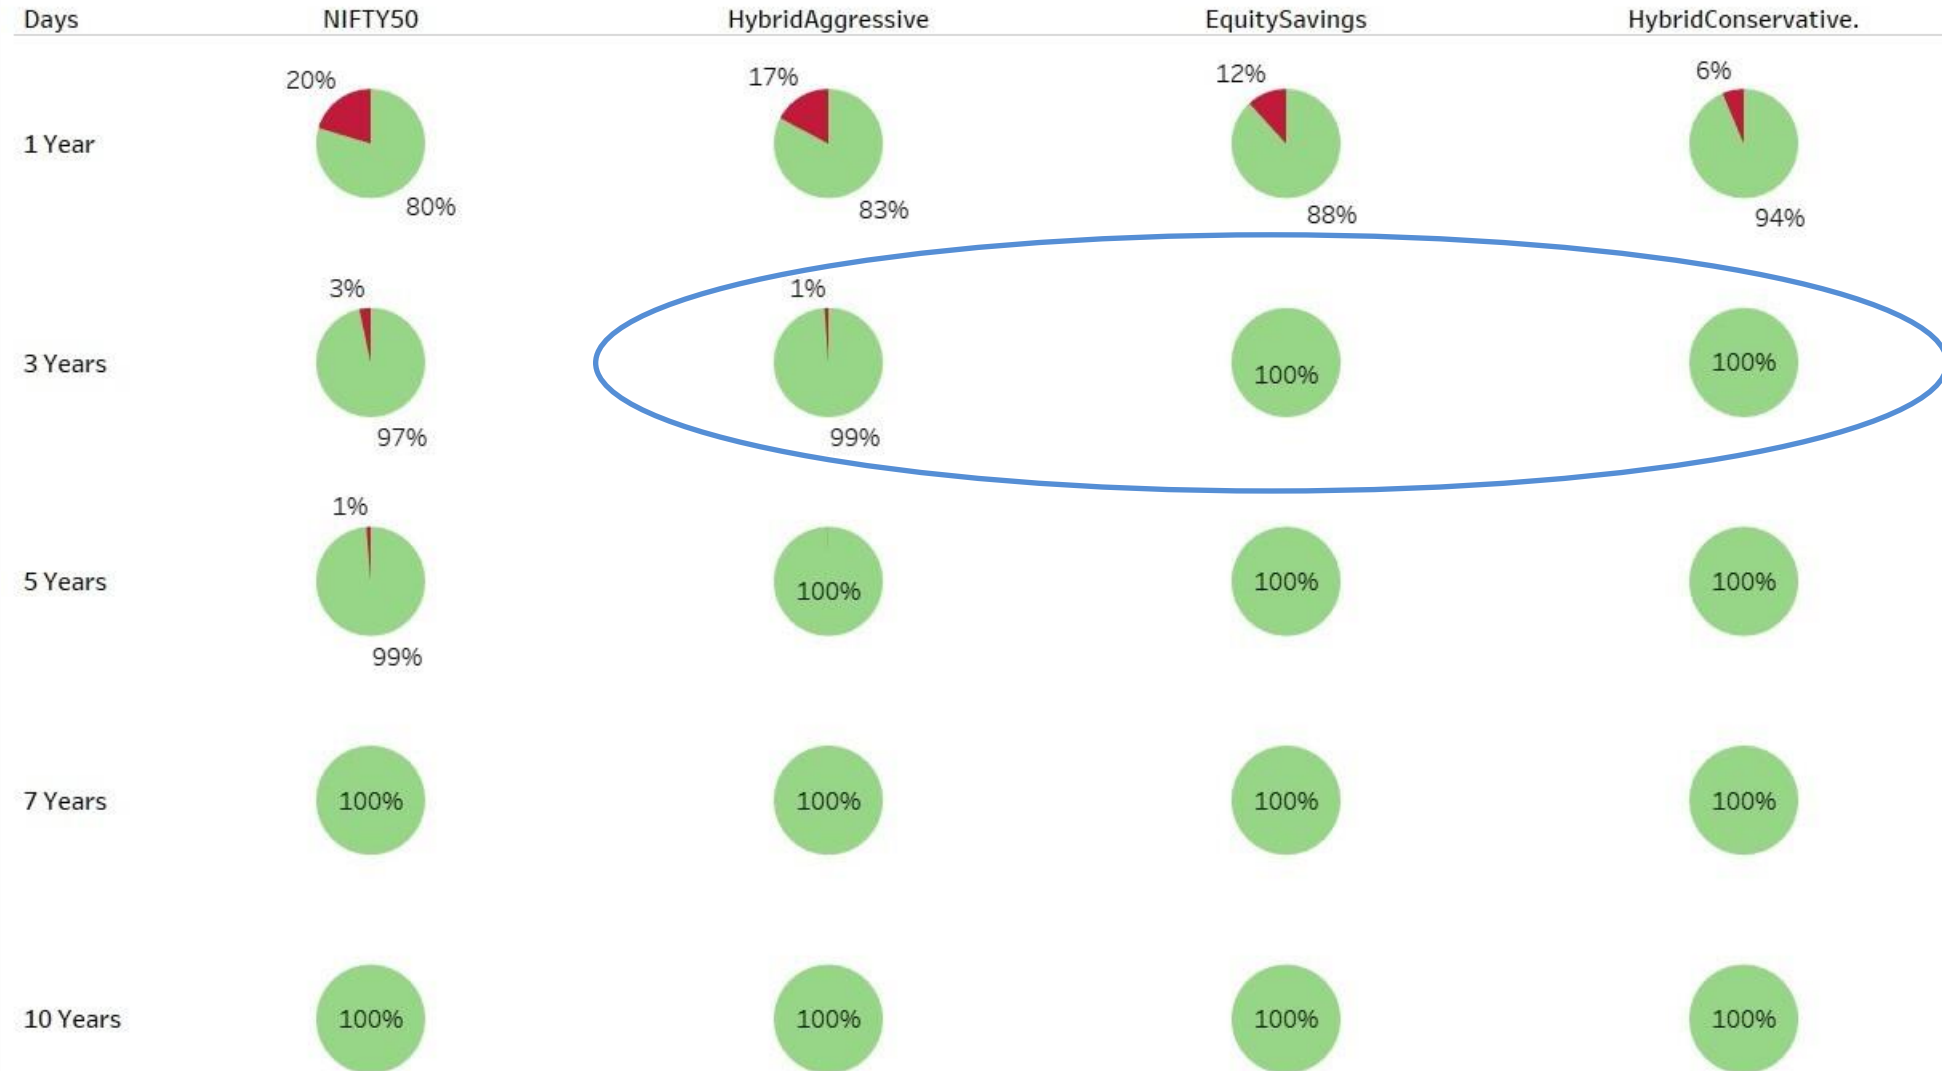 Days NIFTY50 HybridAggressive EquitySavings HybridConservative.
20% 17% 12% 6%
1 Year
80% 83% 88% 94%
3% 1%
3 Years 100% 100%
97% 99%
1%
5 Years 100% 100% 100%
99%
7 Years 100% 100% 100% 100%
10 Years 100% 100% 100% 100%